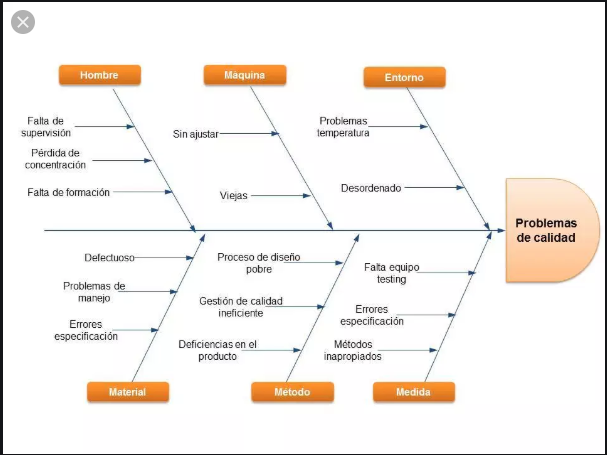 Hombre
Máquina
Entorno
Falta de
supervisión
Pérdida de
concentración
Falta de formación
Sin ajustar
Viejas
Problemas
temperatura
Desordenado
Problemas
de calidad
Defectuoso
Problemas de
manejo
Errores
especificación
Proceso de diseño
pobre
Gestión de calidad
ineficiente
Deficiencias en el
producto
Falta equipo
testing
Errores
especificación
Métodos
inapropiados
Material
Método
Medida